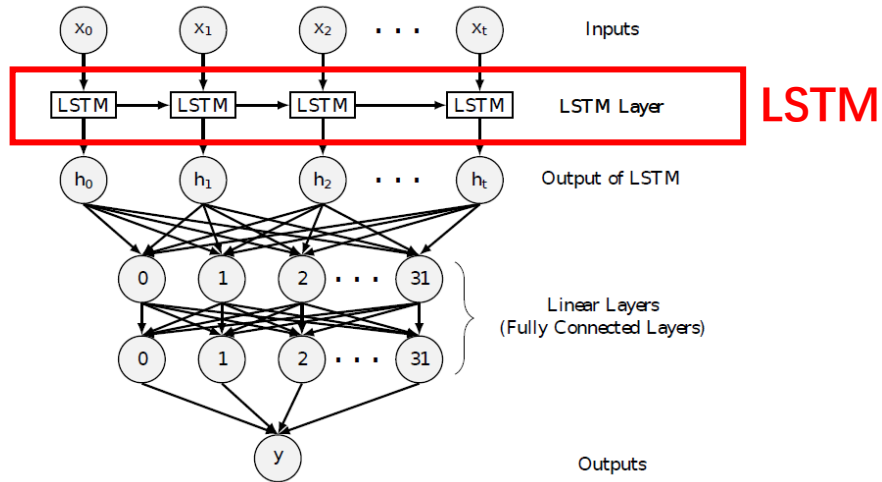 x0 x1 x2 · · · xt Inputs
LSTM LSTM LSTM LSTM LSTM Layer LSTM
h0 h1 h2 · · · ht Output of LSTM
0 1 2 · · · 31
Linear Layers
(Fully Connected Layers)
0 1 2 · · · 31
y
Outputs